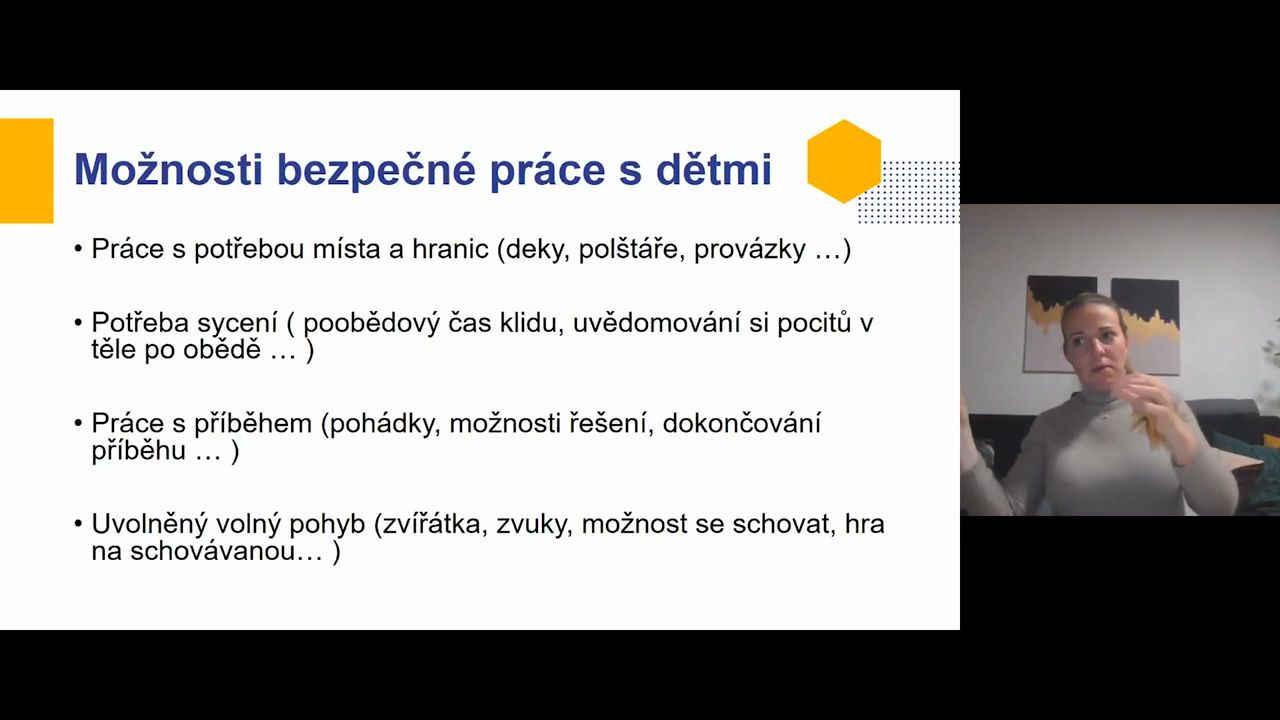 Možnosti bezpečné práce s dětmi
• Práce s potřebou místa a hranic (deky, polštáře, provázky …)
• Potřeba sycení ( poobědový čas klidu, uvědomování si pocitů v
těle po obědě … )
• Práce s příběhem (pohádky, možnosti řešení, dokončování
příběhu … )
• Uvolněný volný pohyb (zvířátka, zvuky, možnost se schovat, hra
na schovávanou… )